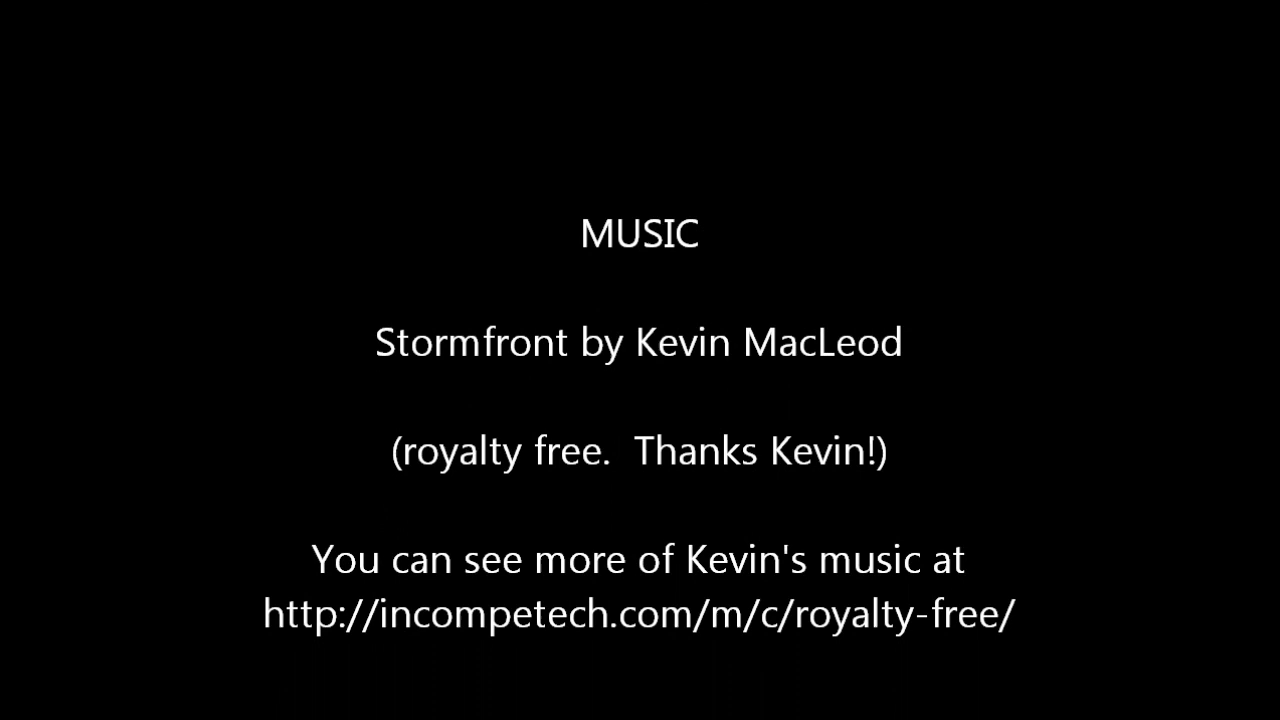 MUSIC
Stormfront by Kevin MacLeod
(royalty free.  Thanks Kevin!)
You can see more of Kevin's music at
http://incompetech.com/m/c/royalty-free/